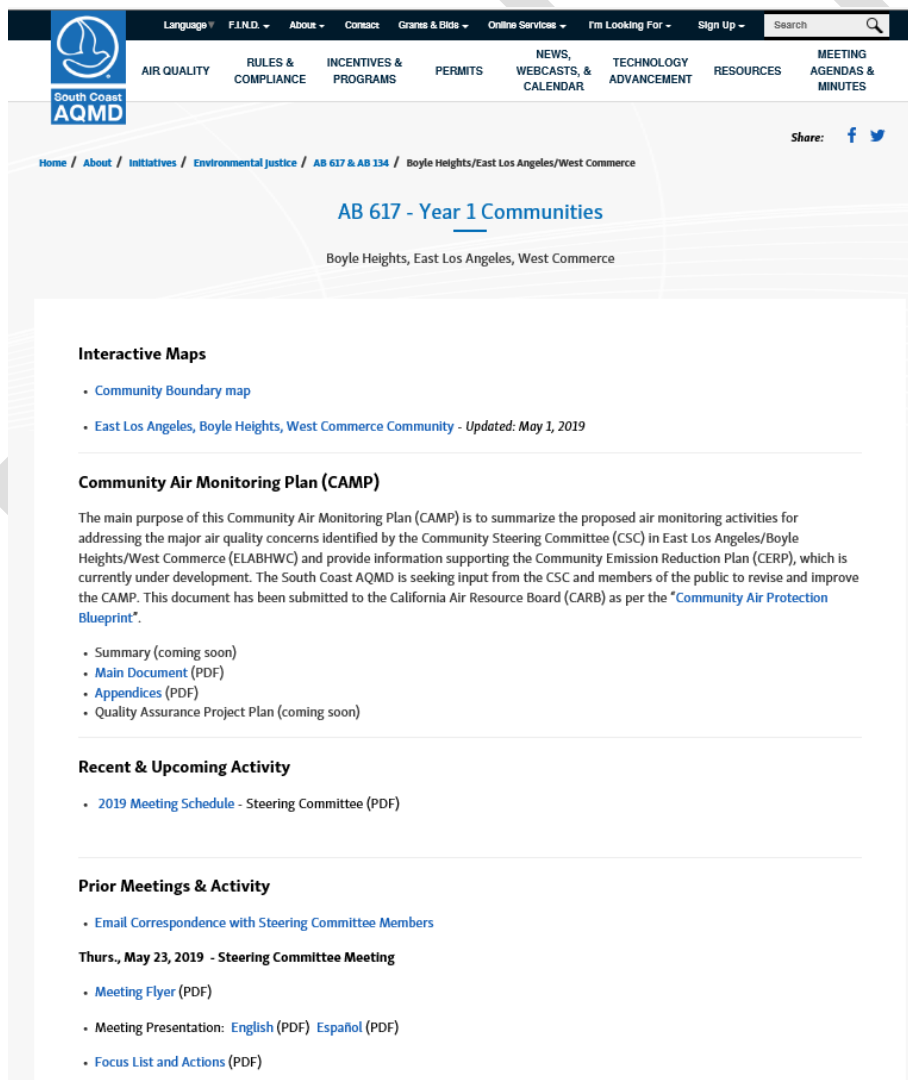 Language F.I.N.D. About Contact Grants & Bids Online Services I'm Looking For Sign Up Search
South Coast
AQMD
AIR QUALITY
RULES &
COMPLIANCE
INCENTIVES &
PROGRAMS
PERMITS
NEWS,
WEBCASTS, &
CALENDAR
TECHNOLOGY
ADVANCEMENT
RESOURCES
MEETING
AGENDAS &
MINUTES
Share:
Home / About / Initiatives / Environmental Justice / AB 617 & AB 134 / Boyle Heights/East Los Angeles/West Commerce
AB 617 - Year 1 Communities
Boyle Heights, East Los Angeles, West Commerce
Interactive Maps
• Community Boundary map
• East Los Angeles, Boyle Heights, West Commerce Community - Updated: May 1, 2019
Community Air Monitoring Plan (CAMP)
The main purpose of this Community Air Monitoring Plan (CAMP) is to summarize the proposed air monitoring activities for
addressing the major air quality concerns identified by the Community Steering Committee (CSC) in East Los Angeles/Boyle
Heights/West Commerce (ELABHWC) and provide information supporting the Community Emission Reduction Plan (CERP), which is
currently under development. The South Coast AQMD is seeking input from the CSC and members of the public to revise and improve
the CAMP. This document has been submitted to the California Air Resource Board (CARB) as per the "Community Air Protection
Blueprint".
• Summary (coming soon)
• Main Document (PDF)
• Appendices (PDF)
• Quality Assurance Project Plan (coming soon)
Recent & Upcoming Activity
• 2019 Meeting Schedule - Steering Committee (PDF)
Prior Meetings & Activity
• Email Correspondence with Steering Committee Members
Thurs., May 23, 2019 - Steering Committee Meeting
• Meeting Flyer (PDF)
• Meeting Presentation: English (PDF) Español (PDF)
• Focus List and Actions (PDF)